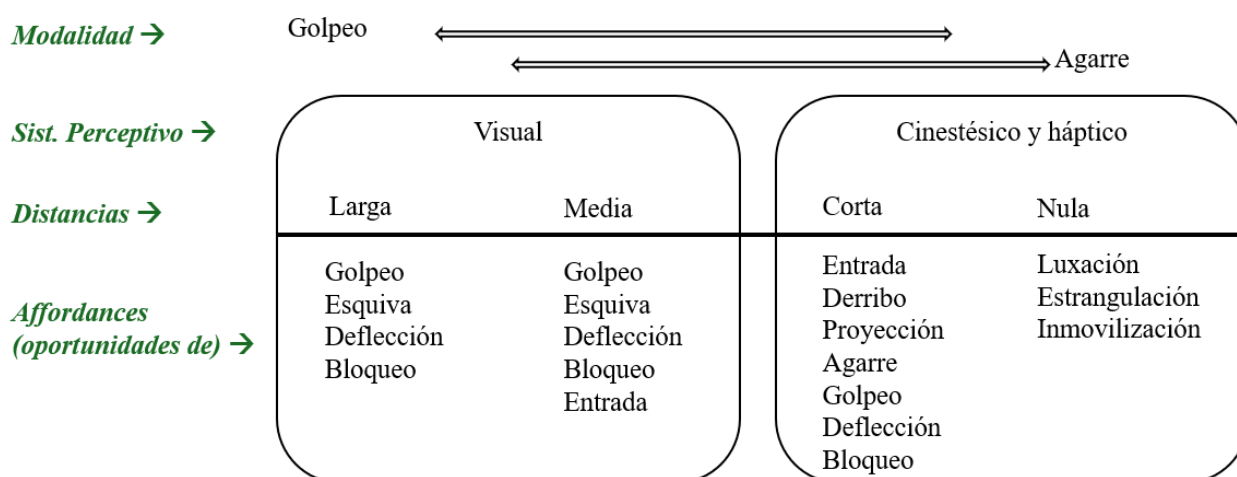 Modalidad →
Golpeo
Agarre
Sist. Perceptivo →
Visual
Cinestésico y háptico
Distancias →
Larga
Media
Corta
Nula
Affordances
(oportunidades de) →
Golpeo
Esquiva
Deflección
Bloqueo
Golpeo
Esquiva
Deflección
Bloqueo
Entrada
Entrada
Derribo
Proyección
Agarre
Golpeo
Deflección
Bloqueo
Luxación
Estrangulación
Inmovilización